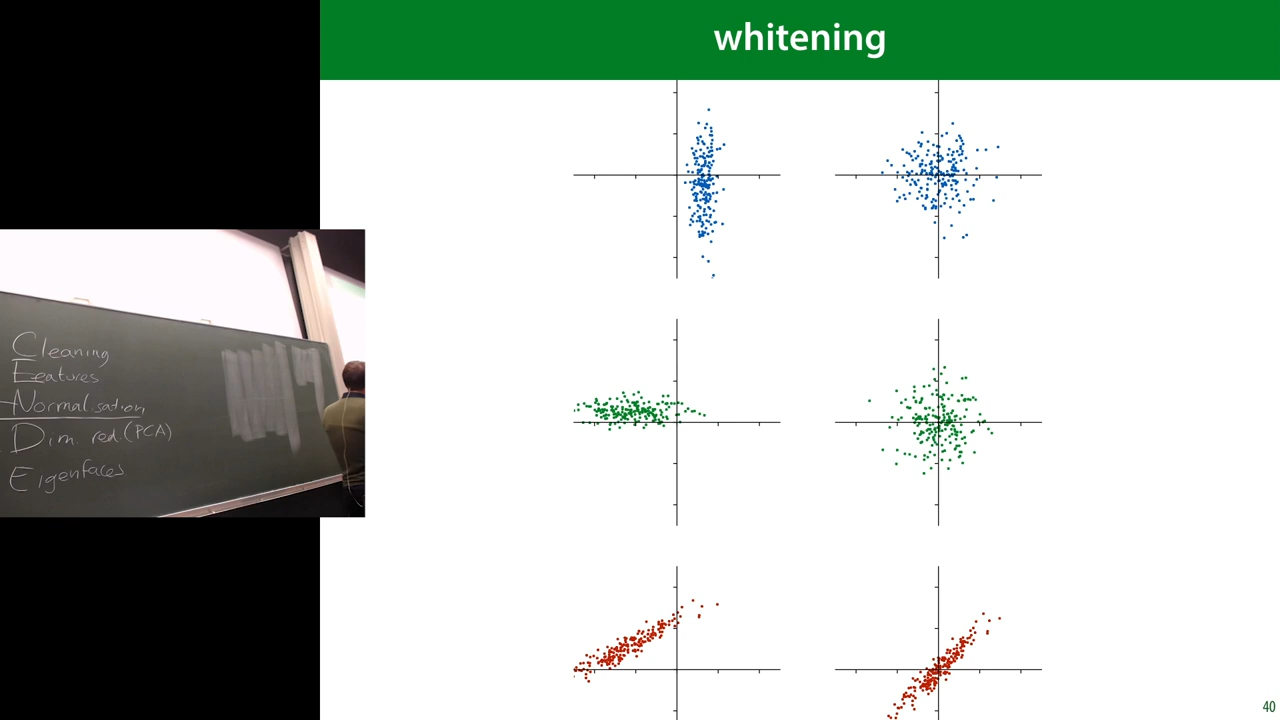 whitening
Cleaning
Features
Normalisation
Dim. red. (PCA)
Eigenfaces
40